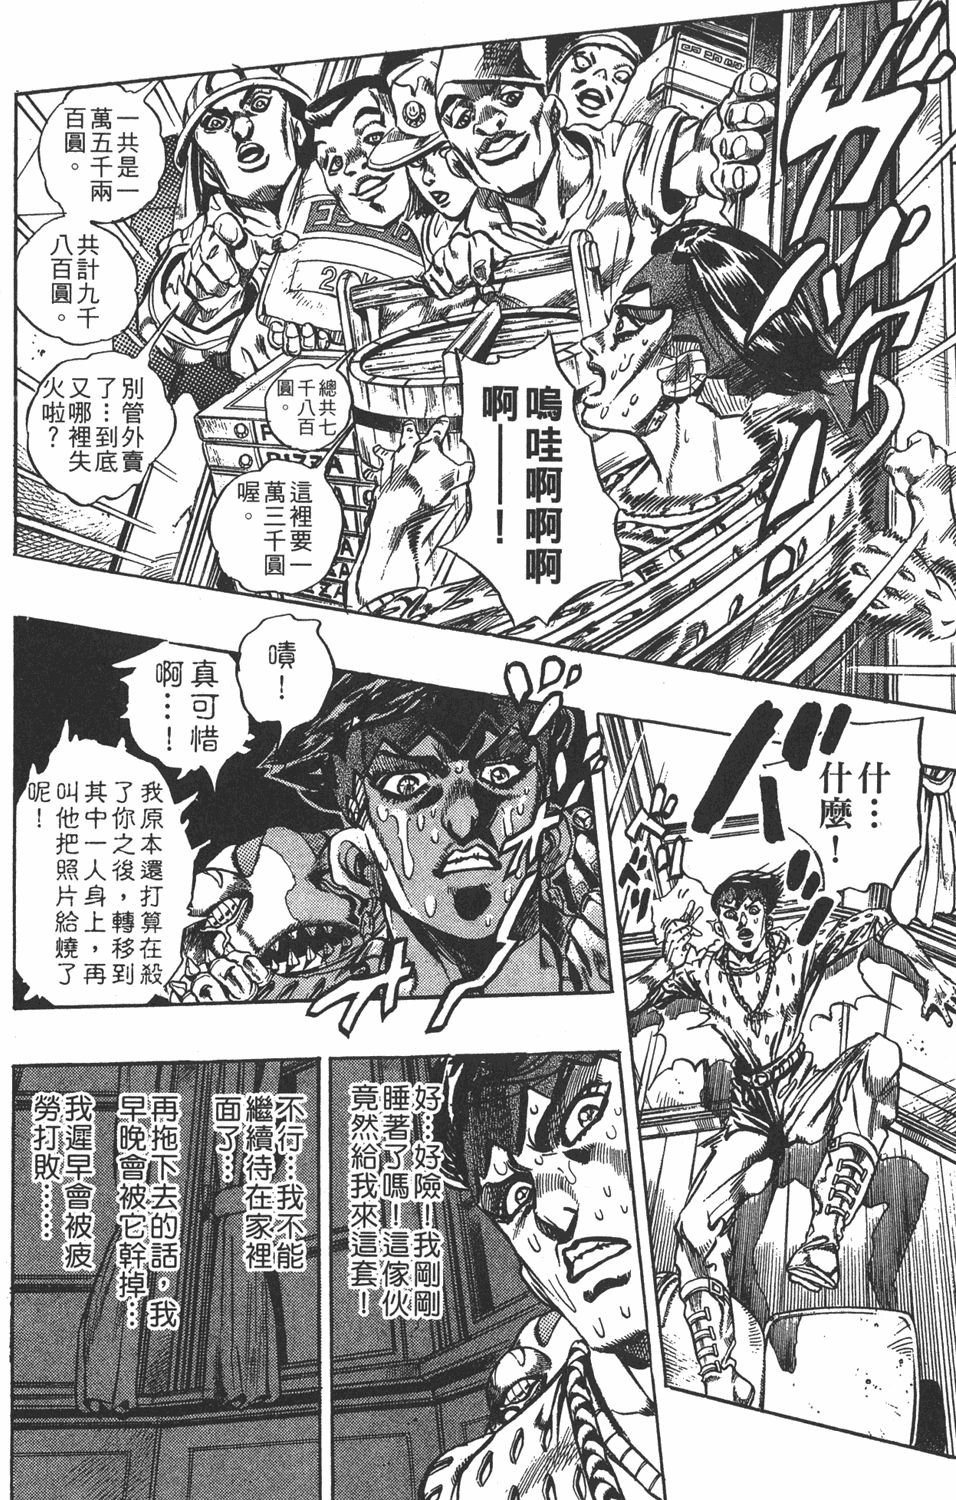 一共是一
萬五千兩
百圓。
共計九千
八百圓。
別管外賣
了…到底
又哪裡失
火啦？
總共七
千八百
圓。
這裡要一
萬三千圓
喔。
嗚哇啊啊啊
啊——！
PIZZA
什…
什麼！
嘖！
真可惜
啊…！
我原本還打算在殺
了你之後，轉移到
其中一人身上，再
叫他把照片給燒了
呢！
好…好險！我剛剛
睡著了嗎！這傢伙
竟然給我來這套！
不行…我不能
繼續待在家裡
面了…
再拖下去的話，我
早晚會被它幹掉…
我遲早會被疲
勞打敗……